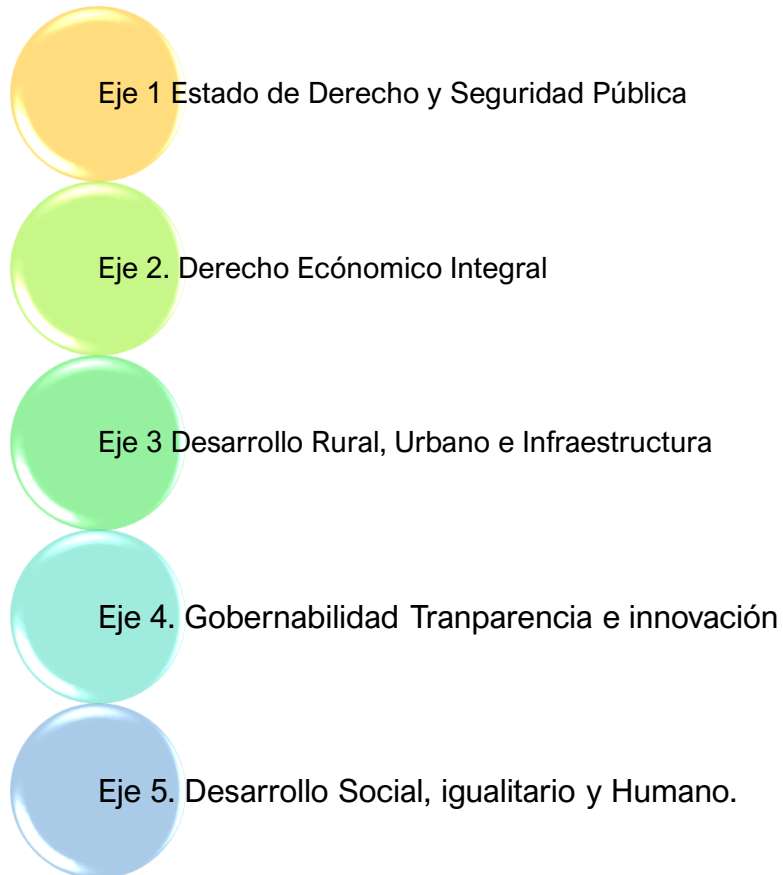 Eje 1 Estado de Derecho y Seguridad Pública
Eje 2. Derecho Ecónomico Integral
Eje 3 Desarrollo Rural, Urbano e Infraestructura
Eje 4. Gobernabilidad Tranparencia e innovación
Eje 5. Desarrollo Social, igualitario y Humano.